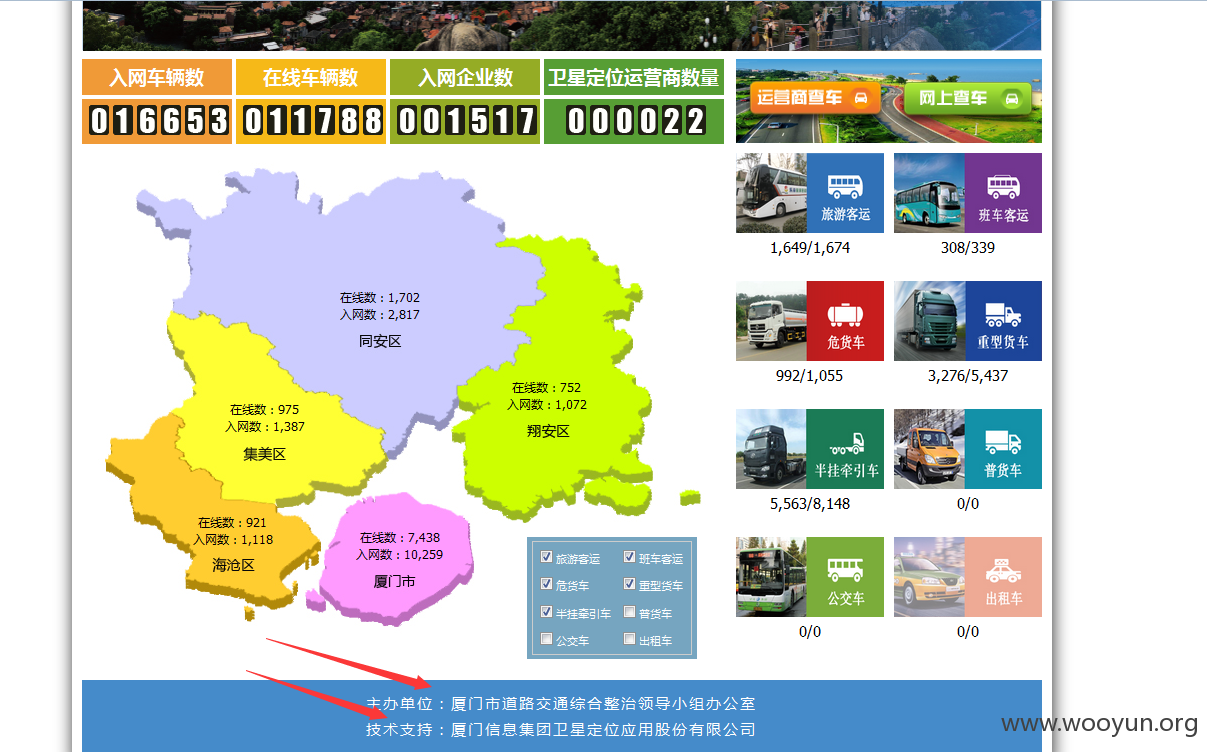 入网车辆数
在线车辆数
入网企业数
卫星定位运营商数量
016653
011788
001517
000022
运营商查车
网上查车
旅游客运
1,649/1,674
班车客运
308/339
危货车
992/1,055
重型货车
3,276/5,437
半挂牵引车
5,563/8,148
普货车
0/0
公交车
0/0
出租车
0/0
在线数：1,702
入网数：2,817
同安区
在线数：752
入网数：1,072
翔安区
在线数：975
入网数：1,387
集美区
在线数：921
入网数：1,118
海沧区
在线数：7,438
入网数：10,259
厦门市
旅游客运
班车客运
危货车
重型货车
半挂牵引车
普货车
公交车
出租车
主办单位：厦门市道路交通综合整治领导小组办公室
技术支持：厦门信息集团卫星定位应用股份有限公司
www.wooyun.org